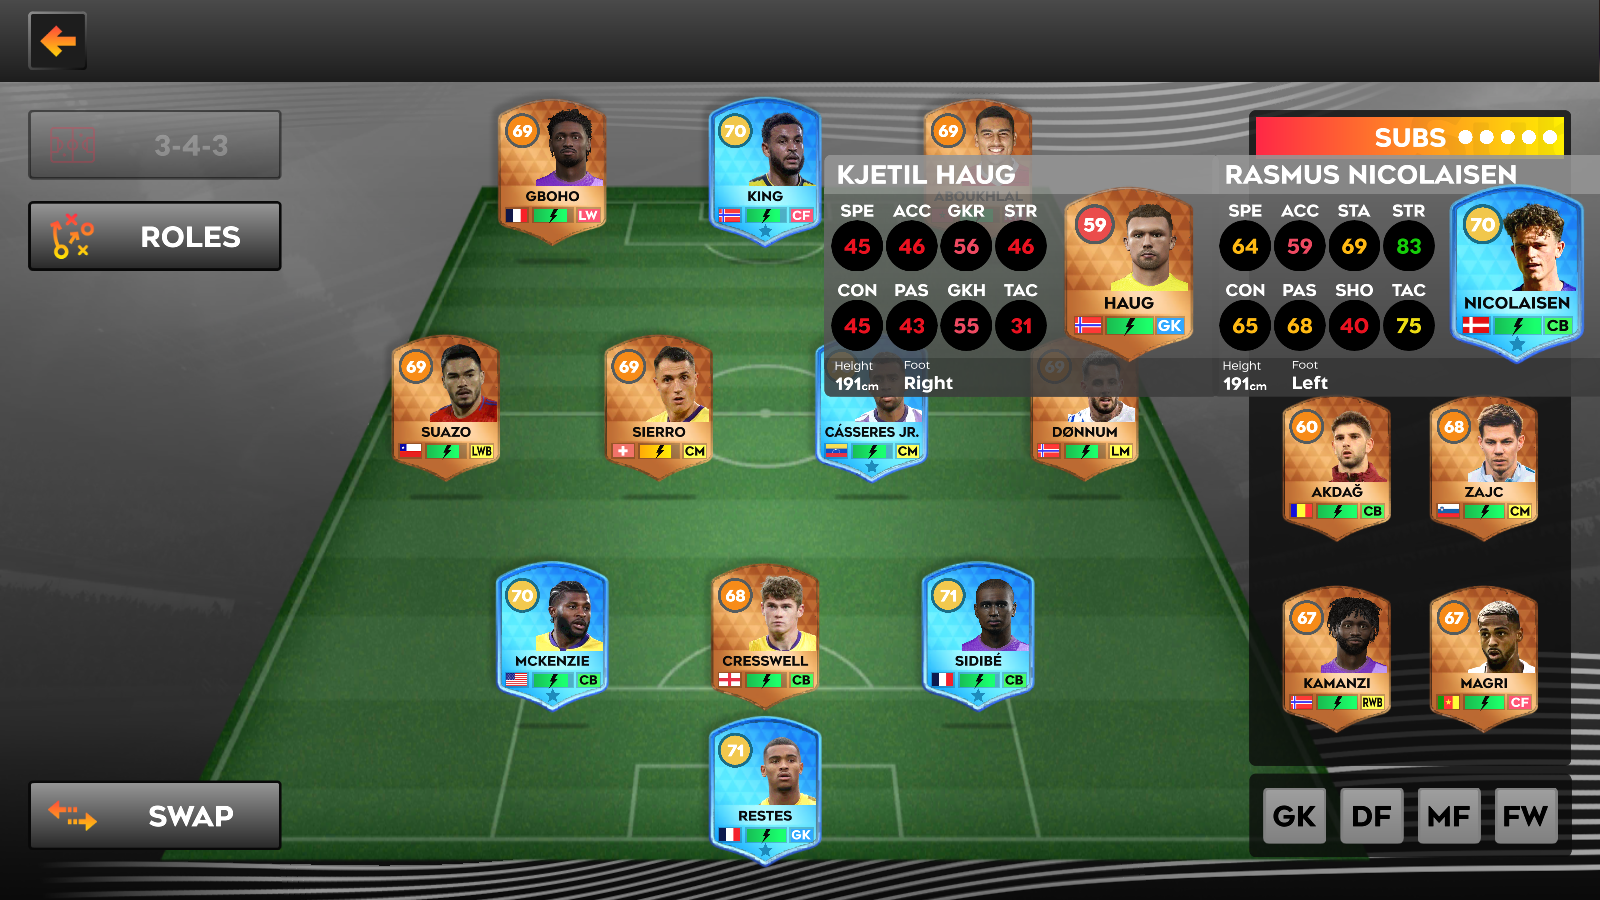 3-4-3
ROLES
SWAP
69
GBOHO
LW
70
KING
CF
69
ABOUKHLAL
SUBS
KJETIL HAUG
SPE ACC GKR STR
45 46 56 46
CON PAS GKH TAC
45 43 55 31
Height Foot
191cm Right
59
HAUG
GK
RASMUS NICOLAISEN
SPE ACC STA STR
64 59 69 83
CON PAS SHO TAC
65 68 40 75
Height Foot
191cm Left
70
NICOLAISEN
CB
69
SUAZO
LWB
69
SIERRO
CM
CÁSSERES JR.
CM
69
DØNNUM
LM
60
AKDAĞ
CB
68
ZAJC
CM
70
MCKENZIE
CB
68
CRESSWELL
CB
71
SIDIBÉ
CB
67
KAMANZI
RWB
67
MAGRI
CF
71
RESTES
GK
GK DF MF FW